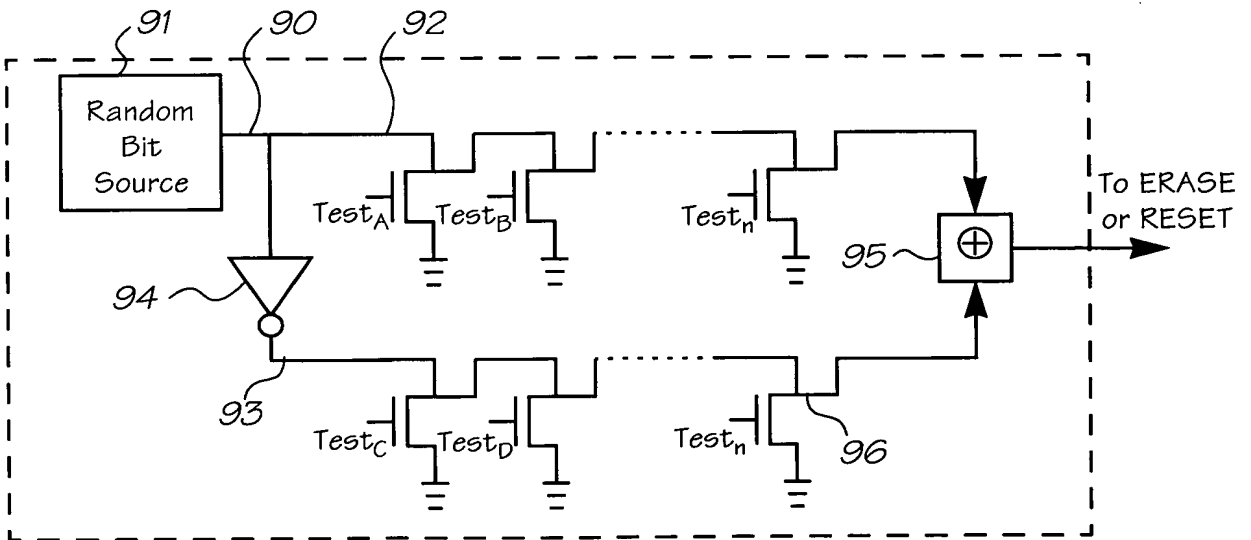 91
90
92
Random
Bit
Source
Test_A
Test_B
Test_n
To ERASE
or RESET
95
94
93
Test_C
Test_D
Test_n
96